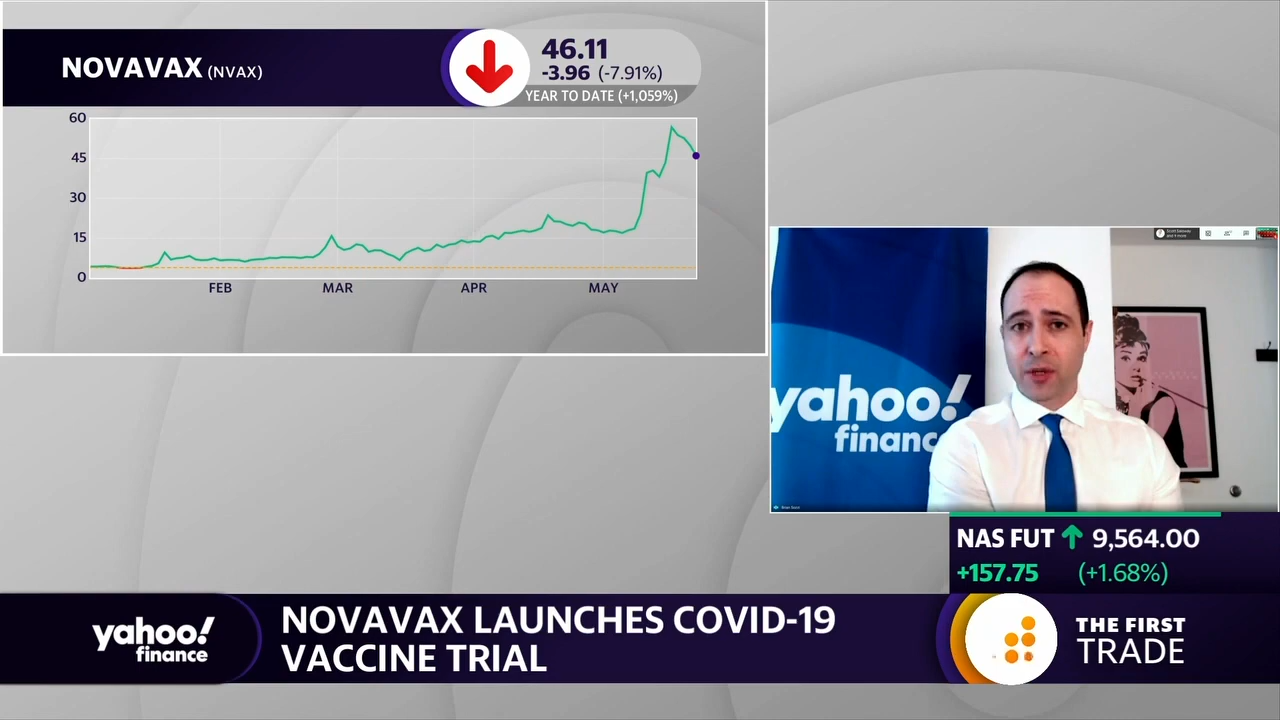 NOVAVAX (NVAX)
46.11
-3.96 (-7.91%)
YEAR TO DATE (+1,059%)
60
45
30
15
0
FEB MAR APR MAY
yahoo!
financ
NAS FUT 9,564.00
+157.75 (+1.68%)
yahoo!
finance
NOVAVAX LAUNCHES COVID-19
VACCINE TRIAL
THE FIRST
TRADE